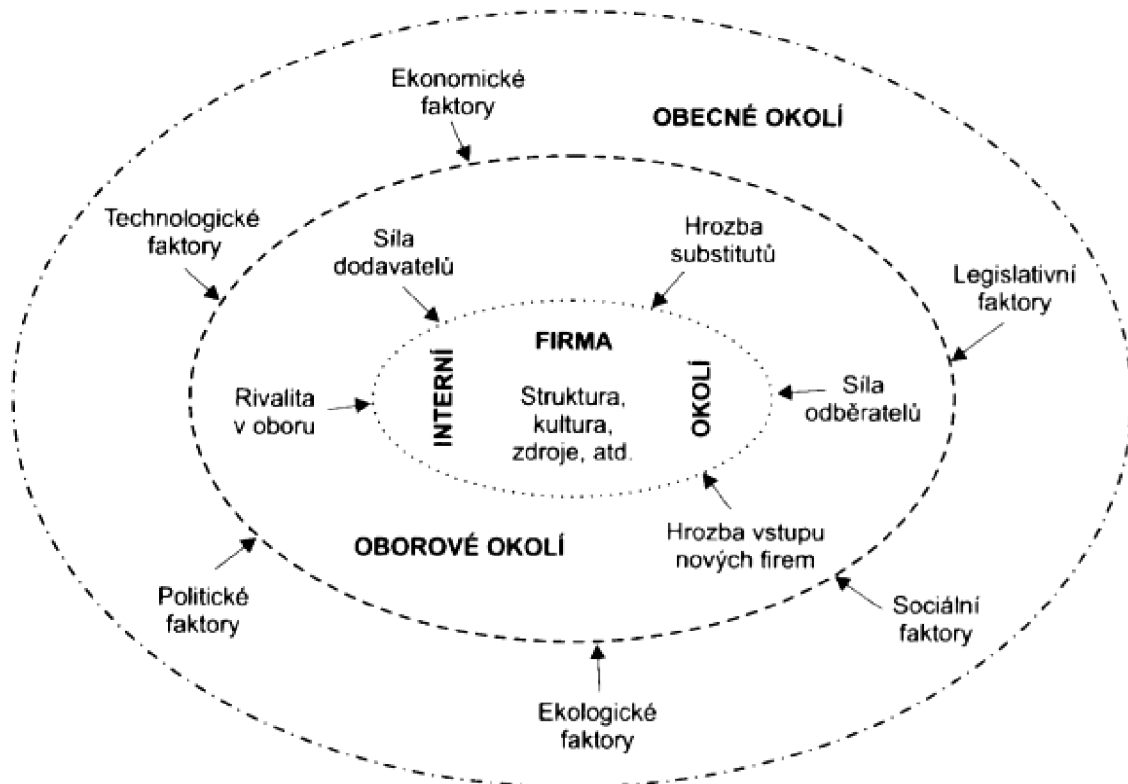 Ekonomické
faktory
OBECNÉ OKOLÍ
Technologické
faktory
Síla
dodavatelů
Hrozba
substitutů
Legislativní
faktory
FIRMA
INTERNÍ
OKOLÍ
Struktura,
kultura,
zdroje, atd.
Rivalita
v oboru
Síla
odběratelů
OBOROVÉ OKOLÍ
Hrozba vstupu
nových firem
Politické
faktory
Sociální
faktory
Ekologické
faktory